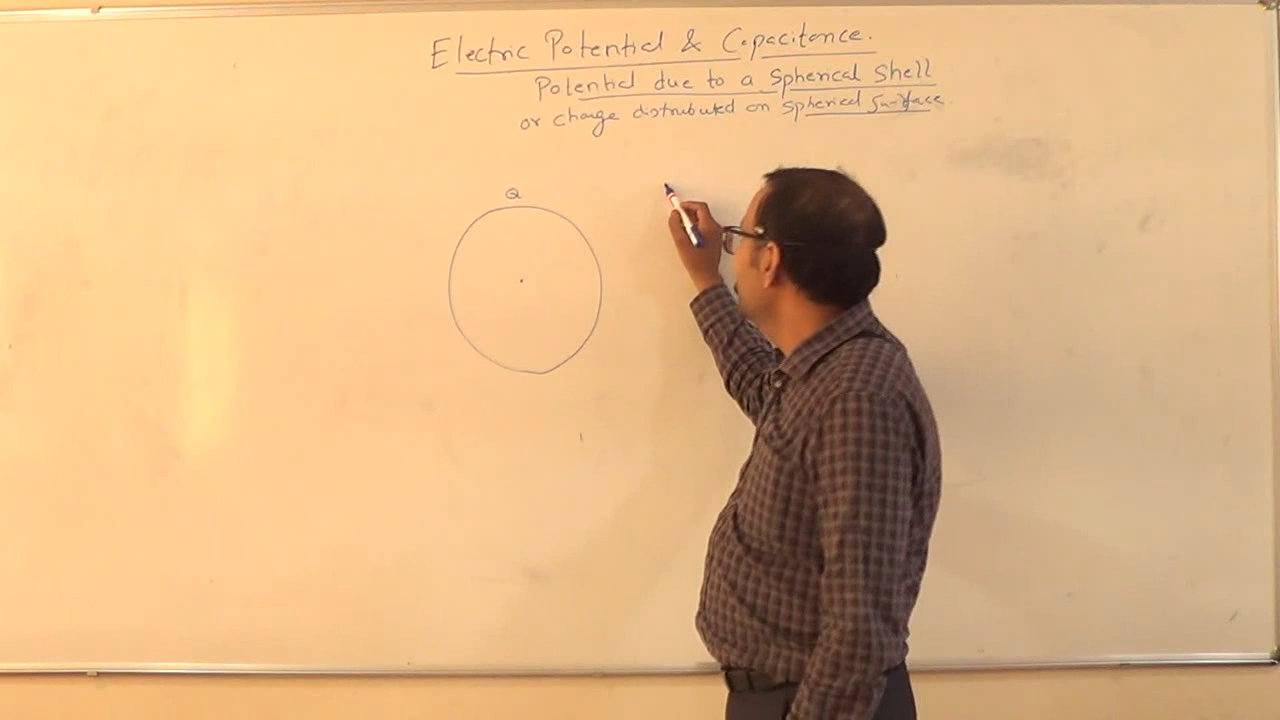 Electric Potential & Capacitance.
Potential due to a Spherical Shell
or charge distributed on Spherical Surface.
Q